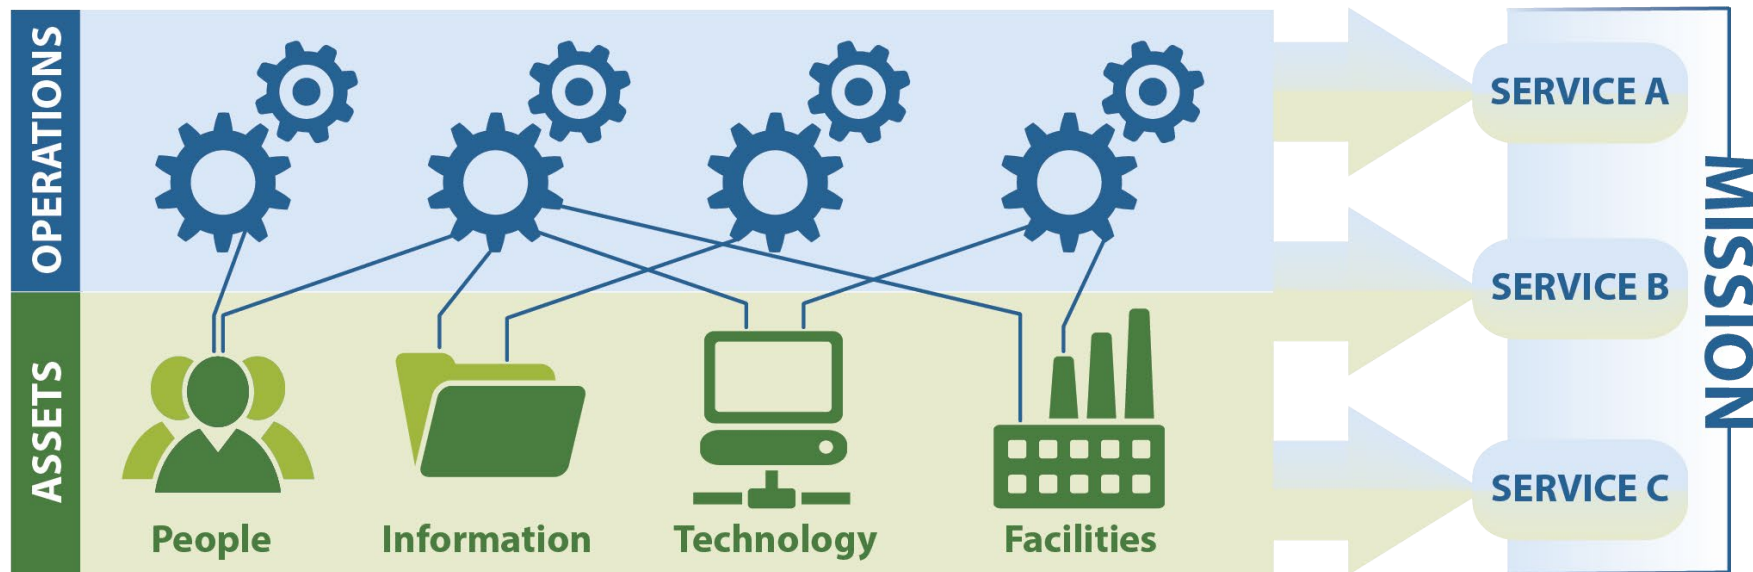 OPERATIONS
ASSETS
People
Information
Technology
Facilities
SERVICE A
SERVICE B
SERVICE C
MISSION